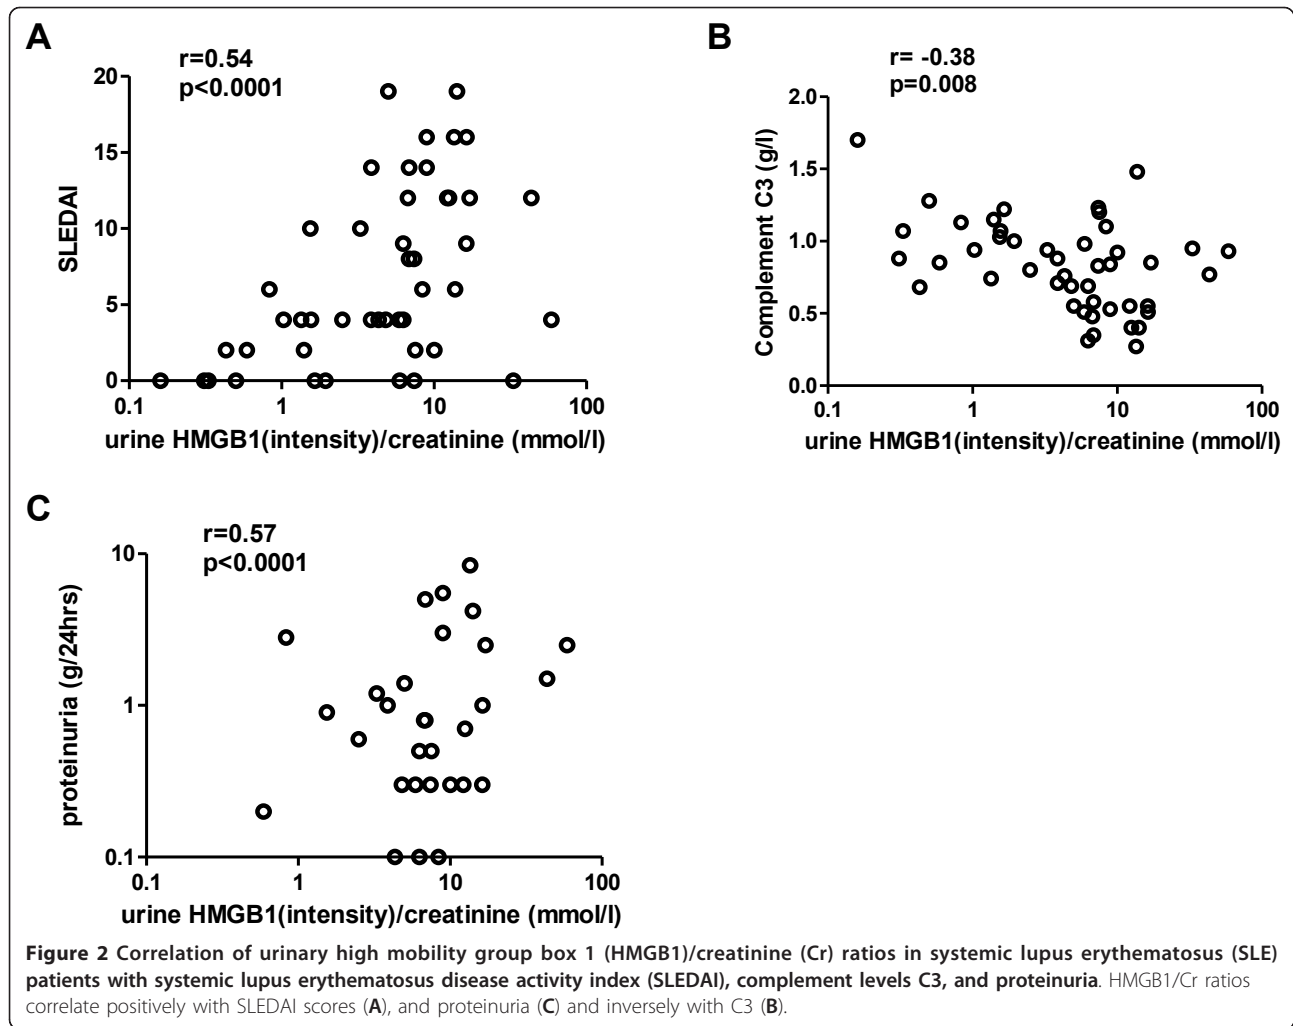 A
r=0.54
p<0.0001
20
15
10
5
0
SLEDAI
0.1 1 10 100
urine HMGB1(intensity)/creatinine (mmol/l)
B
r= -0.38
p=0.008
2.0
1.5
1.0
0.5
0.0
Complement C3 (g/l)
0.1 1 10 100
urine HMGB1(intensity)/creatinine (mmol/l)
C
r=0.57
p<0.0001
10
1
0.1
proteinuria (g/24hrs)
0.1 1 10 100
urine HMGB1(intensity)/creatinine (mmol/l)
Figure 2 Correlation of urinary high mobility group box 1 (HMGB1)/creatinine (Cr) ratios in systemic lupus erythematosus (SLE)
patients with systemic lupus erythematosus disease activity index (SLEDAI), complement levels C3, and proteinuria. HMGB1/Cr ratios
correlate positively with SLEDAI scores (A), and proteinuria (C) and inversely with C3 (B).